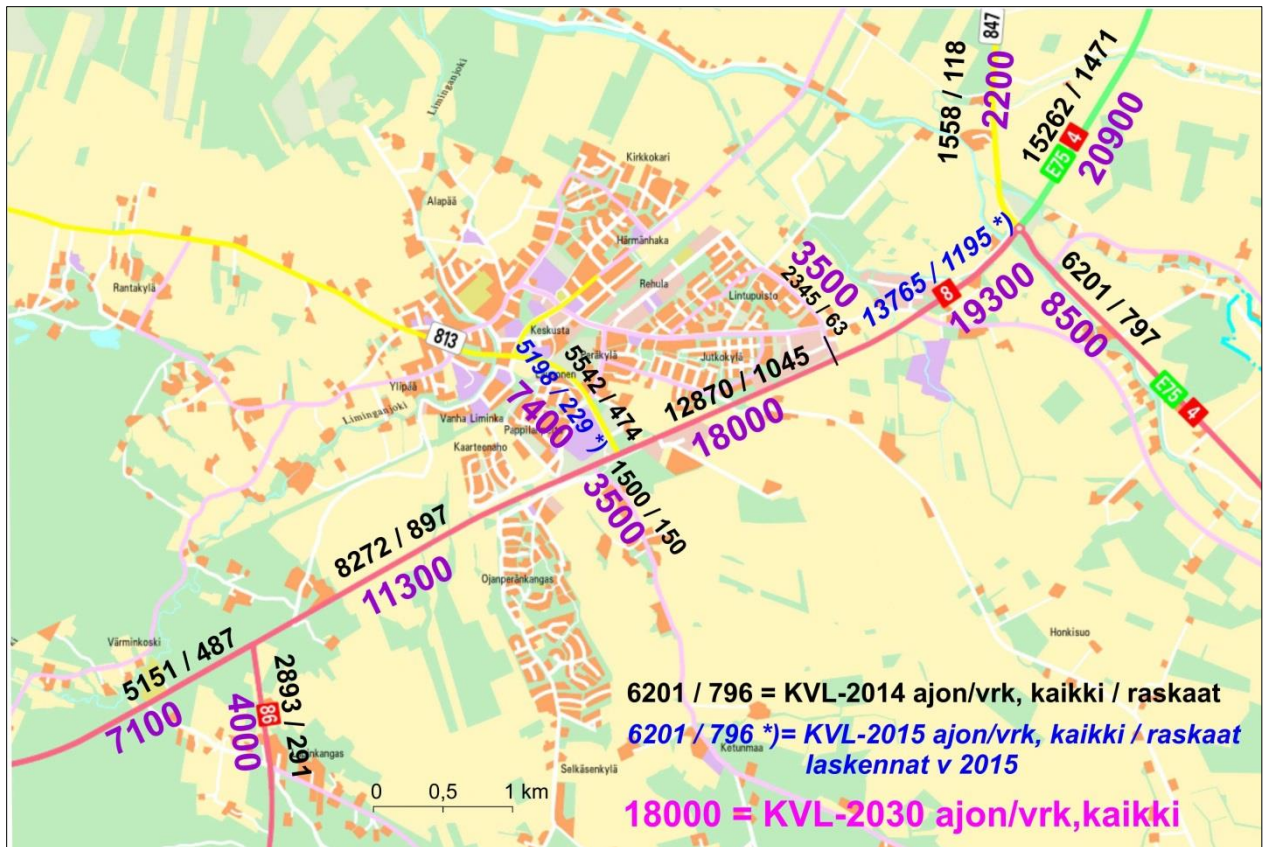 847
1558 / 118
2200
15262 / 1471
E75 4
20900
Liminganjoki
Kirkkokari
Alapää
Härmänhaka
Rantakylä
Rehula
Lintupuisto
3500
2345 / 63
13765 / 1195 *)
8
19300
6201 / 797
8500
E75 4
813
Keskusta
Peräkylä
Jutkokylä
5198 / 229 *)
7400
5542 / 474
12870 / 1045
18000
Ylipää
Liminganjoki
Vanha Liminka
Kaarteenaho
1500 / 150
3500
8272 / 897
11300
Ojanperänkangas
Värminkoski
5151 / 487
7100
2893 / 291
86
4000
Honkisuo
Selkäsenkylä
Ketunmaa
0 0,5 1 km
6201 / 796 = KVL-2014 ajon/vrk, kaikki / raskaat
6201 / 796 *)= KVL-2015 ajon/vrk, kaikki / raskaat
laskennat v 2015
18000 = KVL-2030 ajon/vrk,kaikki